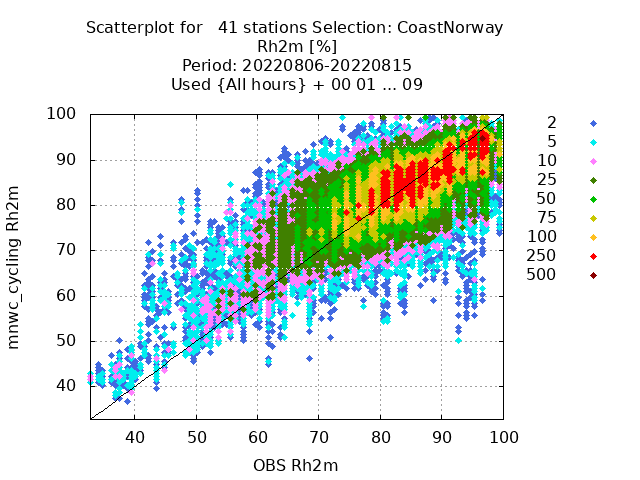 Scatterplot for   41 stations Selection: CoastNorway
Rh2m [%]
Period: 20220806-20220815
Used {All hours} + 00 01 ... 09
100
90
80
70
60
50
40
mnwc_cycling Rh2m
40 50 60 70 80 90 100
OBS Rh2m
2
5
10
25
50
75
100
250
500